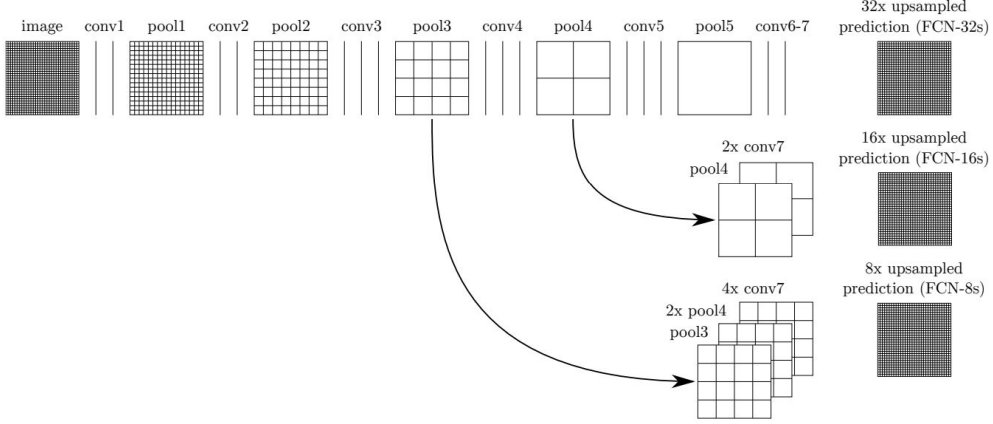 image conv1 pool1 conv2 pool2 conv3 pool3 conv4 pool4 conv5 pool5 conv6-7
32x upsampled
prediction (FCN-32s)
2x conv7
pool4
16x upsampled
prediction (FCN-16s)
4x conv7
2x pool4
pool3
8x upsampled
prediction (FCN-8s)